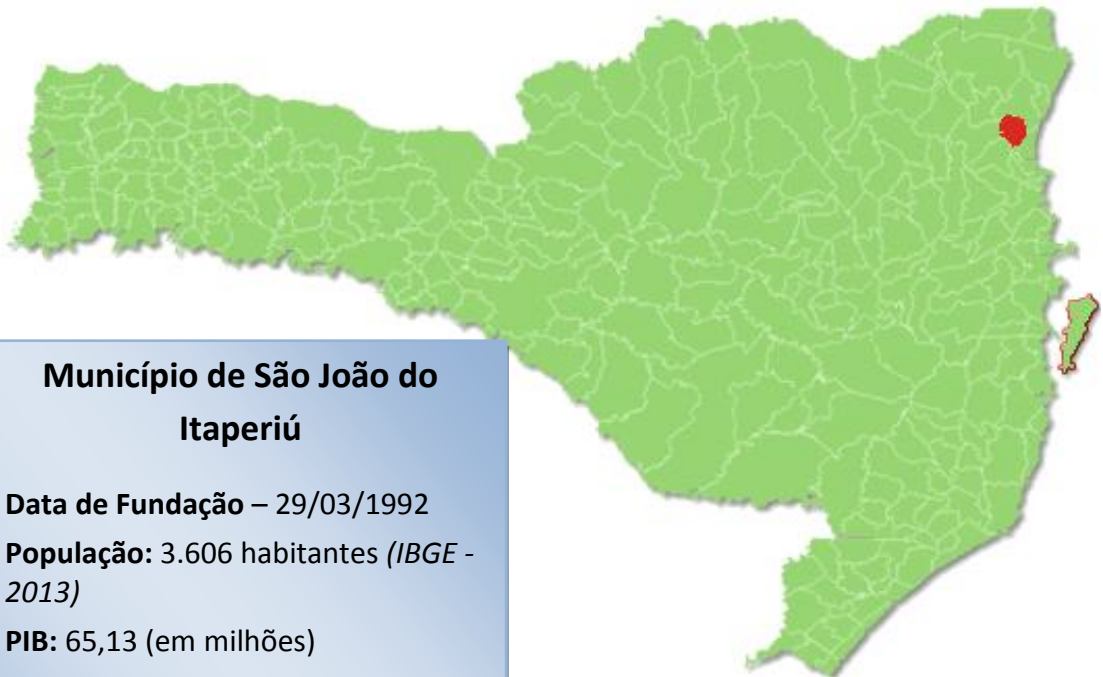 Município de São João do
Itaperiú
Data de Fundação – 29/03/1992
População: 3.606 habitantes (IBGE -
2013)
PIB: 65,13 (em milhões)